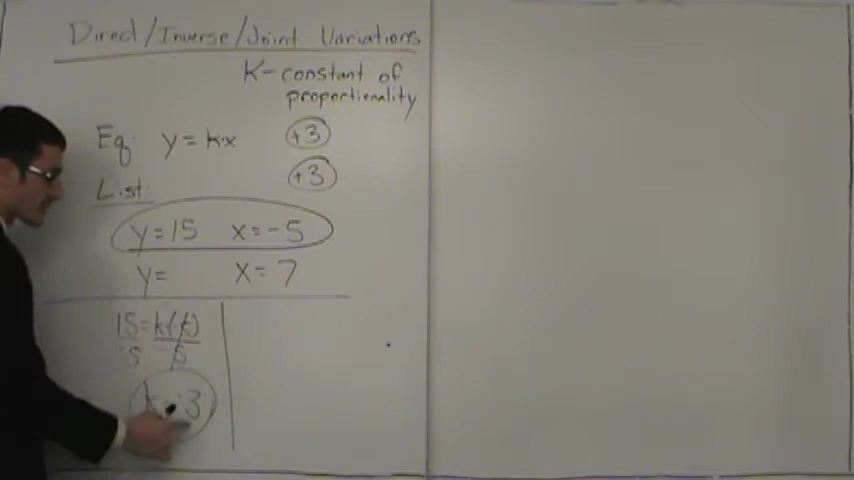 Direct/Inverse/Joint Variations
K-constant of
proportionality
Eq: y = k·x +3
List: +3
y=15 x=-5
y= x=7
15=k(-5)
-5 -5
k=-3